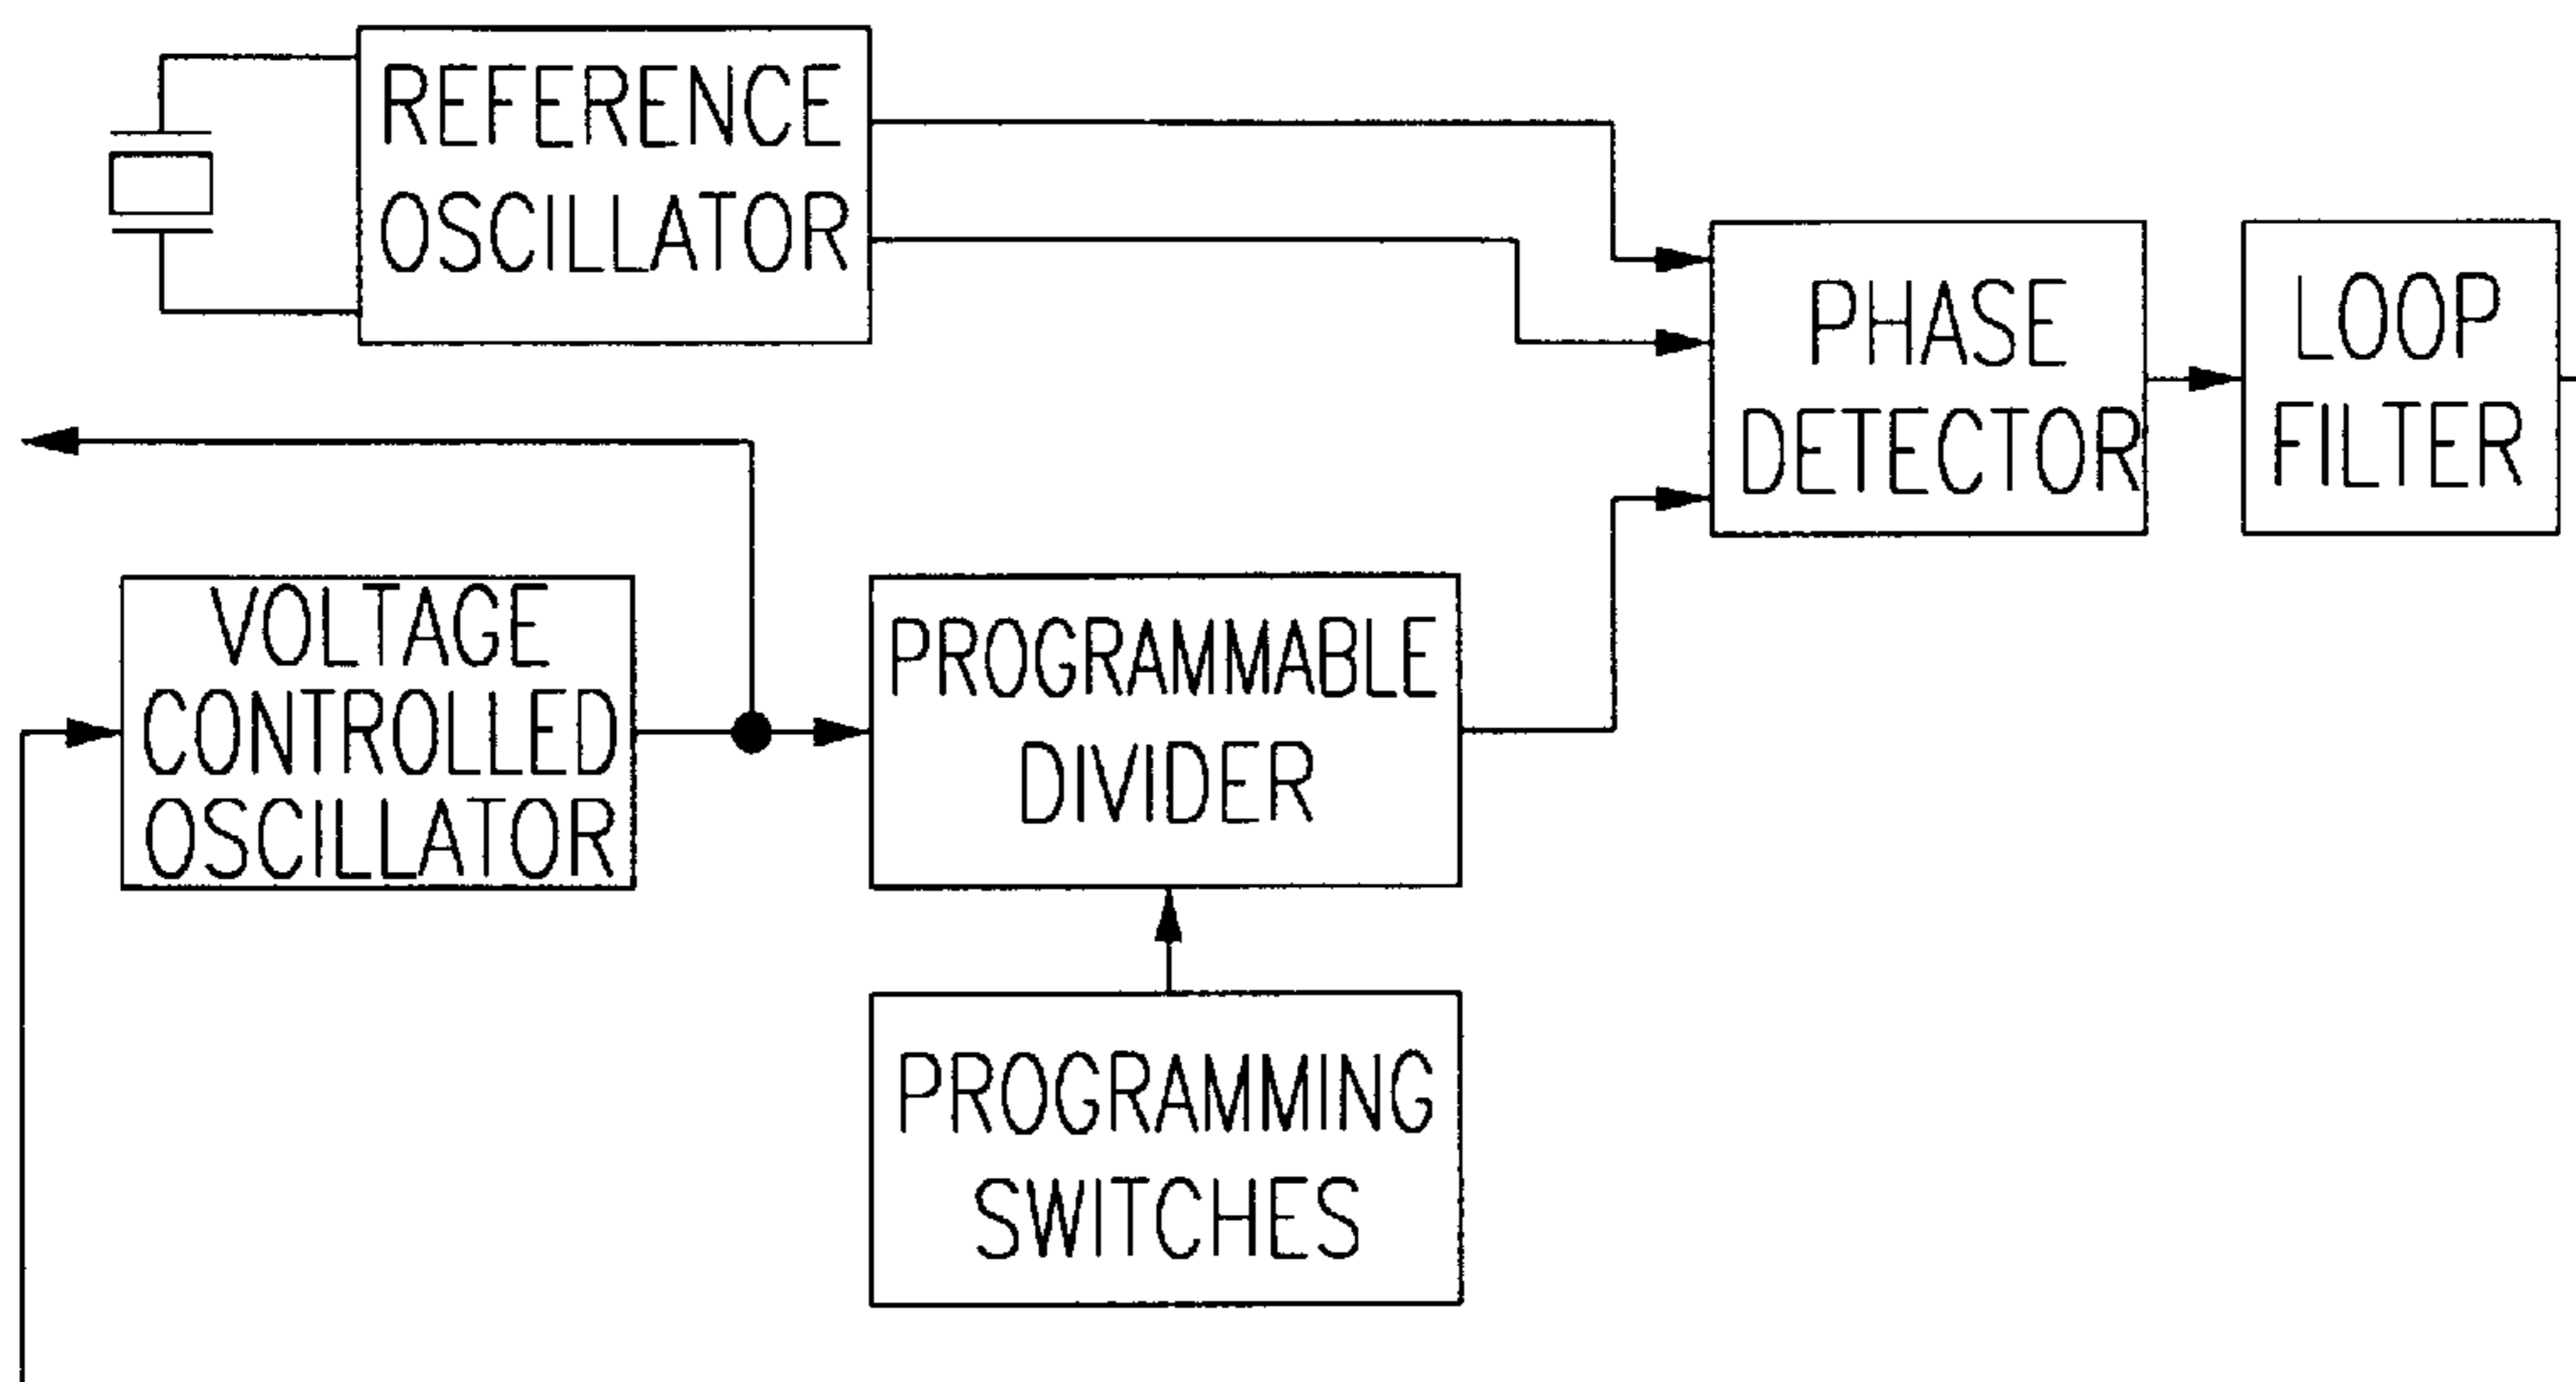 REFERENCE
OSCILLATOR
PHASE
DETECTOR
LOOP
FILTER
VOLTAGE
CONTROLLED
OSCILLATOR
PROGRAMMABLE
DIVIDER
PROGRAMMING
SWITCHES